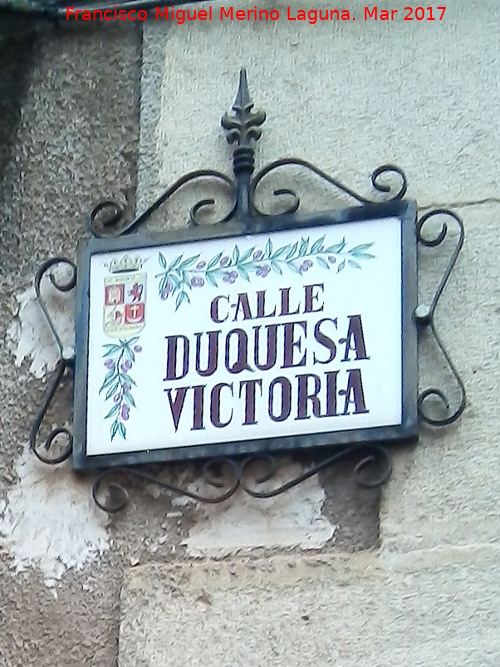 Francisco Miguel Merino Laguna. Mar 2017
CALLE
DUQUESA
VICTORIA